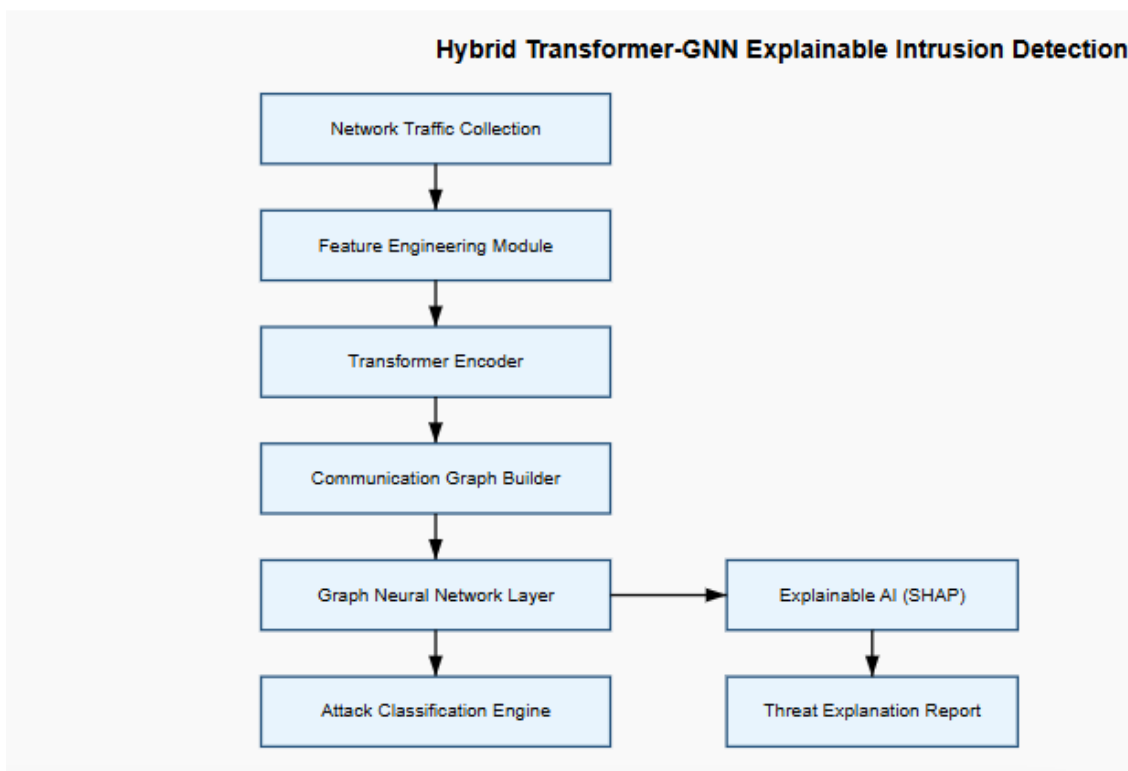 Hybrid Transformer-GNN Explainable Intrusion Detection
Network Traffic Collection
Feature Engineering Module
Transformer Encoder
Communication Graph Builder
Graph Neural Network Layer
Explainable AI (SHAP)
Attack Classification Engine
Threat Explanation Report